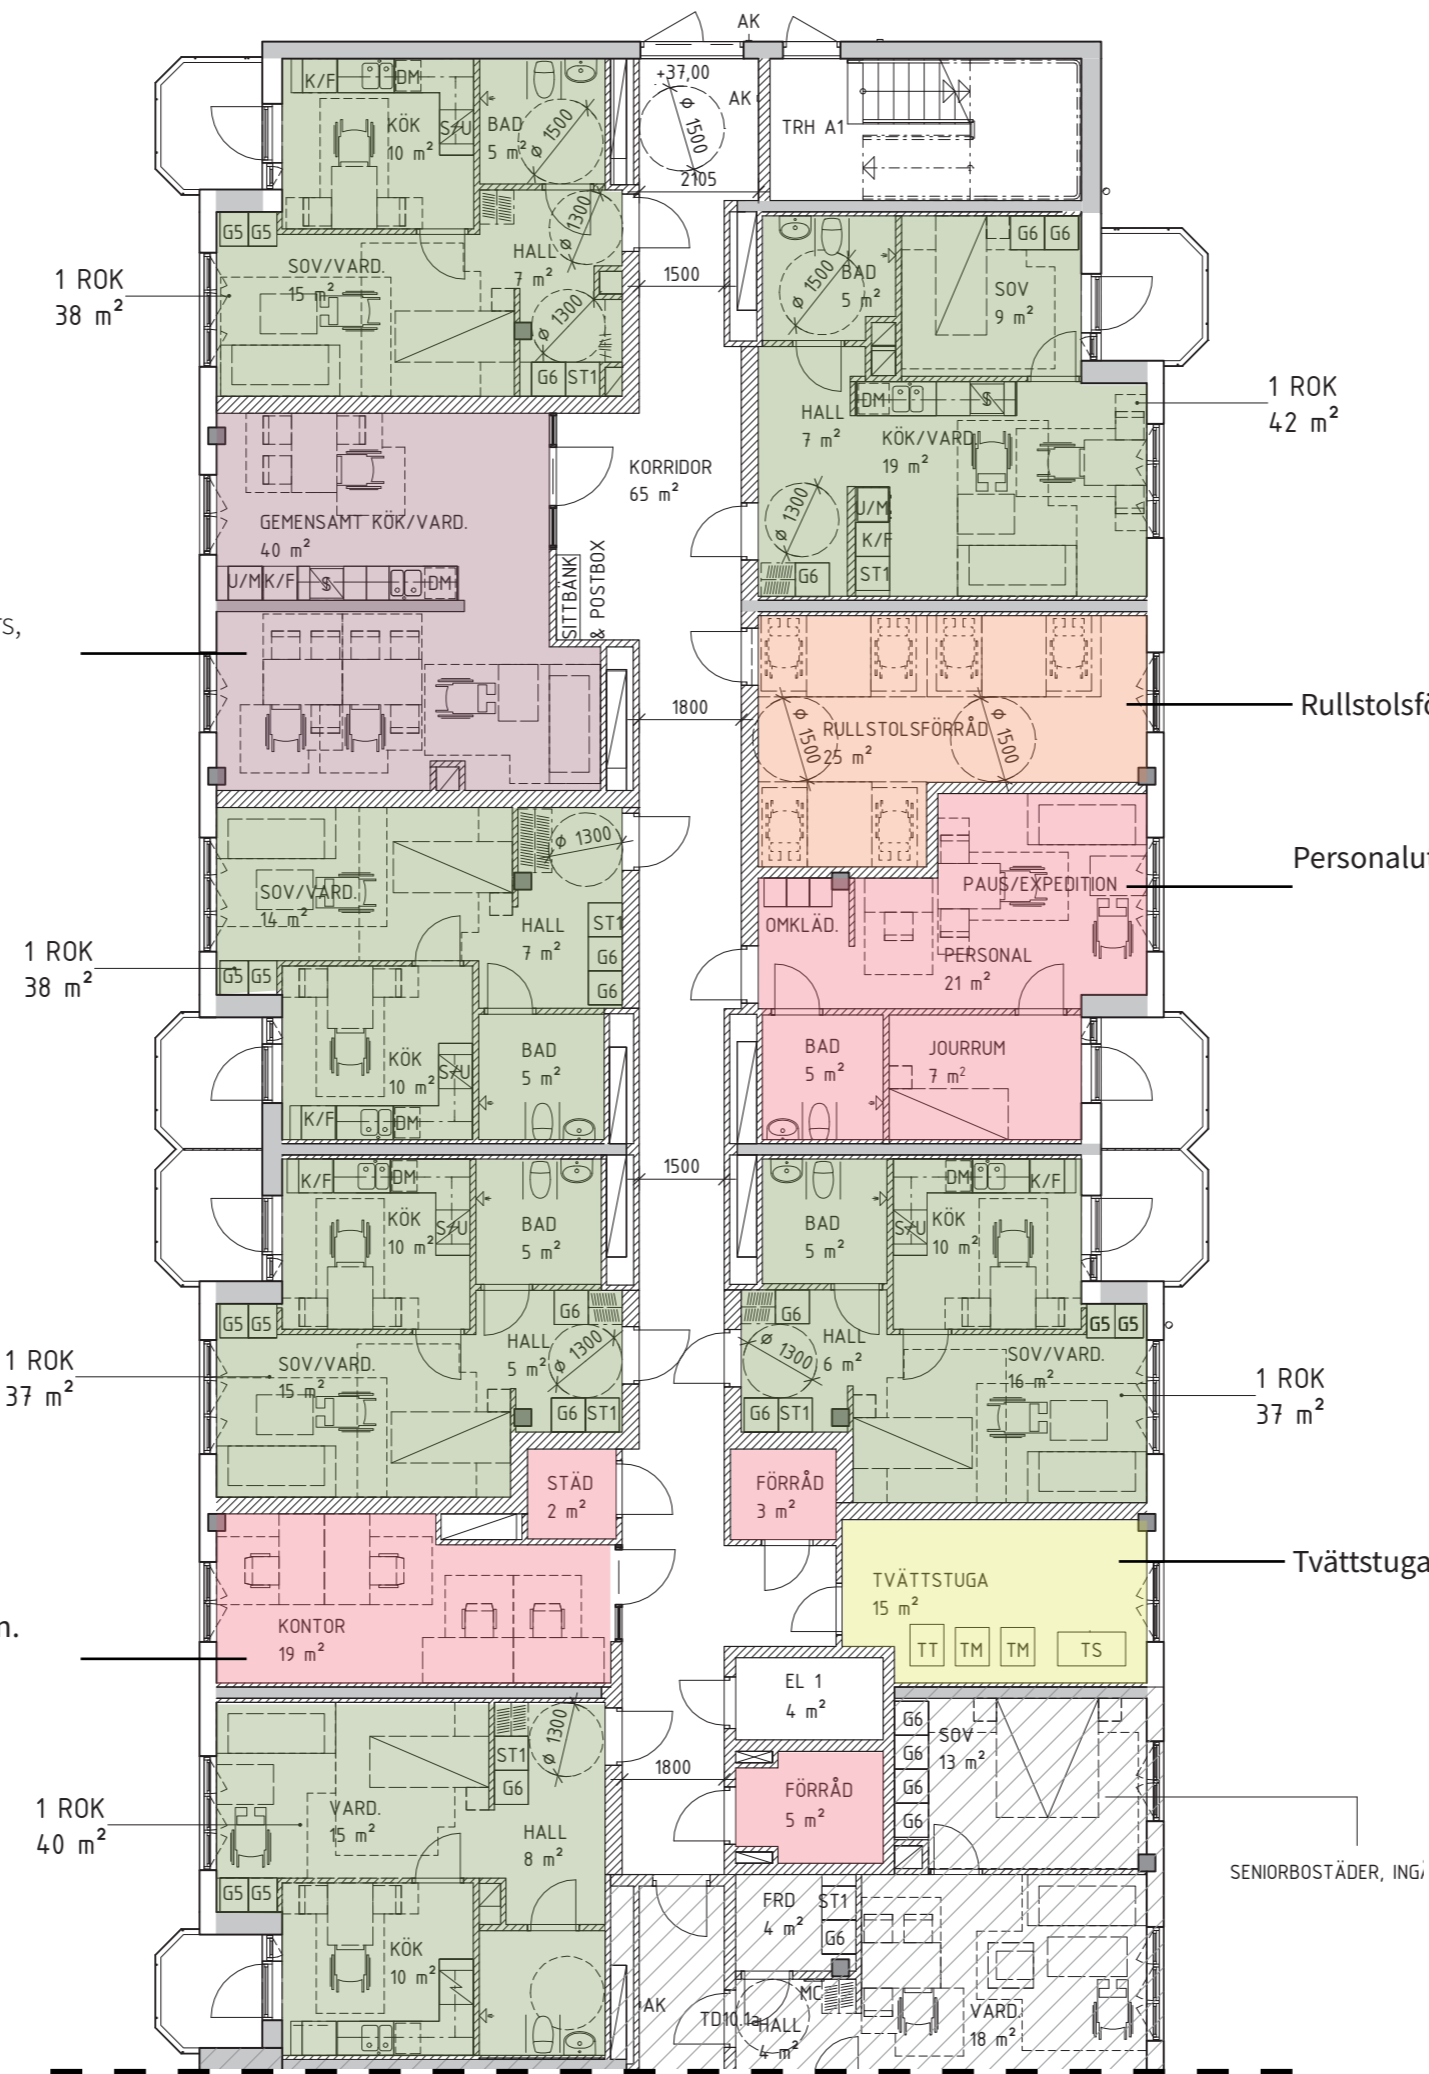 AK
+37,00
AK
Φ 1500
2105
TRH A1
K/F
DM
KÖK
10 m²
S/U
BAD
5 m²
Φ 1500
G5 G5
SOV/VARD.
15 m²
HALL
7 m²
Φ 1300
Φ 1300
G6 ST1
1 ROK
38 m²
1500
Φ 1500
BAD
5 m²
G6 G6
SOV
9 m²
HALL
7 m²
DM
S
KÖK/VARD
19 m²
Φ 1300
U/M
K/F
ST1
G6
1 ROK
42 m²
KORRIDOR
65 m²
GEMENSAMT KÖK/VARD.
40 m²
U/M K/F S DM
SITTBANK
& POSTBOX
1800
RS,
RULLSTOLSFÖRRÅD
25 m²
Φ 1500
Φ 1500
Rullstolsfö
SOV/VARD.
14 m²
Φ 1300
HALL
7 m²
ST1
G6
G6
G5 G5
1 ROK
38 m²
KÖK
10 m²
S/U
K/F
DM
BAD
5 m²
PAUS/EXPEDITION
OMKLÄD.
PERSONAL
21 m²
Personalut
BAD
5 m²
JOURRUM
7 m²
1500
K/F
DM
KÖK
10 m²
S/U
BAD
5 m²
G5 G5
SOV/VARD.
15 m²
HALL
5 m²
G6
Φ 1300
G6 ST1
1 ROK
37 m²
BAD
5 m²
DM
K/F
S/U
KÖK
10 m²
G6
Φ 1300
HALL
6 m²
G6 ST1
G5 G5
SOV/VARD.
16 m²
1 ROK
37 m²
STÄD
2 m²
FÖRRÅD
3 m²
TVÄTTSTUGA
15 m²
TT TM TM TS
Tvättstuga
KONTOR
19 m²
n.
EL 1
4 m²
FÖRRÅD
5 m²
1800
VARD.
15 m²
ST1
G6
Φ 1300
HALL
8 m²
G5 G5
1 ROK
40 m²
KÖK
10 m²
G6
G6
G6
G6
SOV
13 m²
SENIORBOSTÄDER, INGÅ
FRD
4 m²
ST1
G6
AK
TD10.1a
MC
HALL
4 m²
VARD.
18 m²